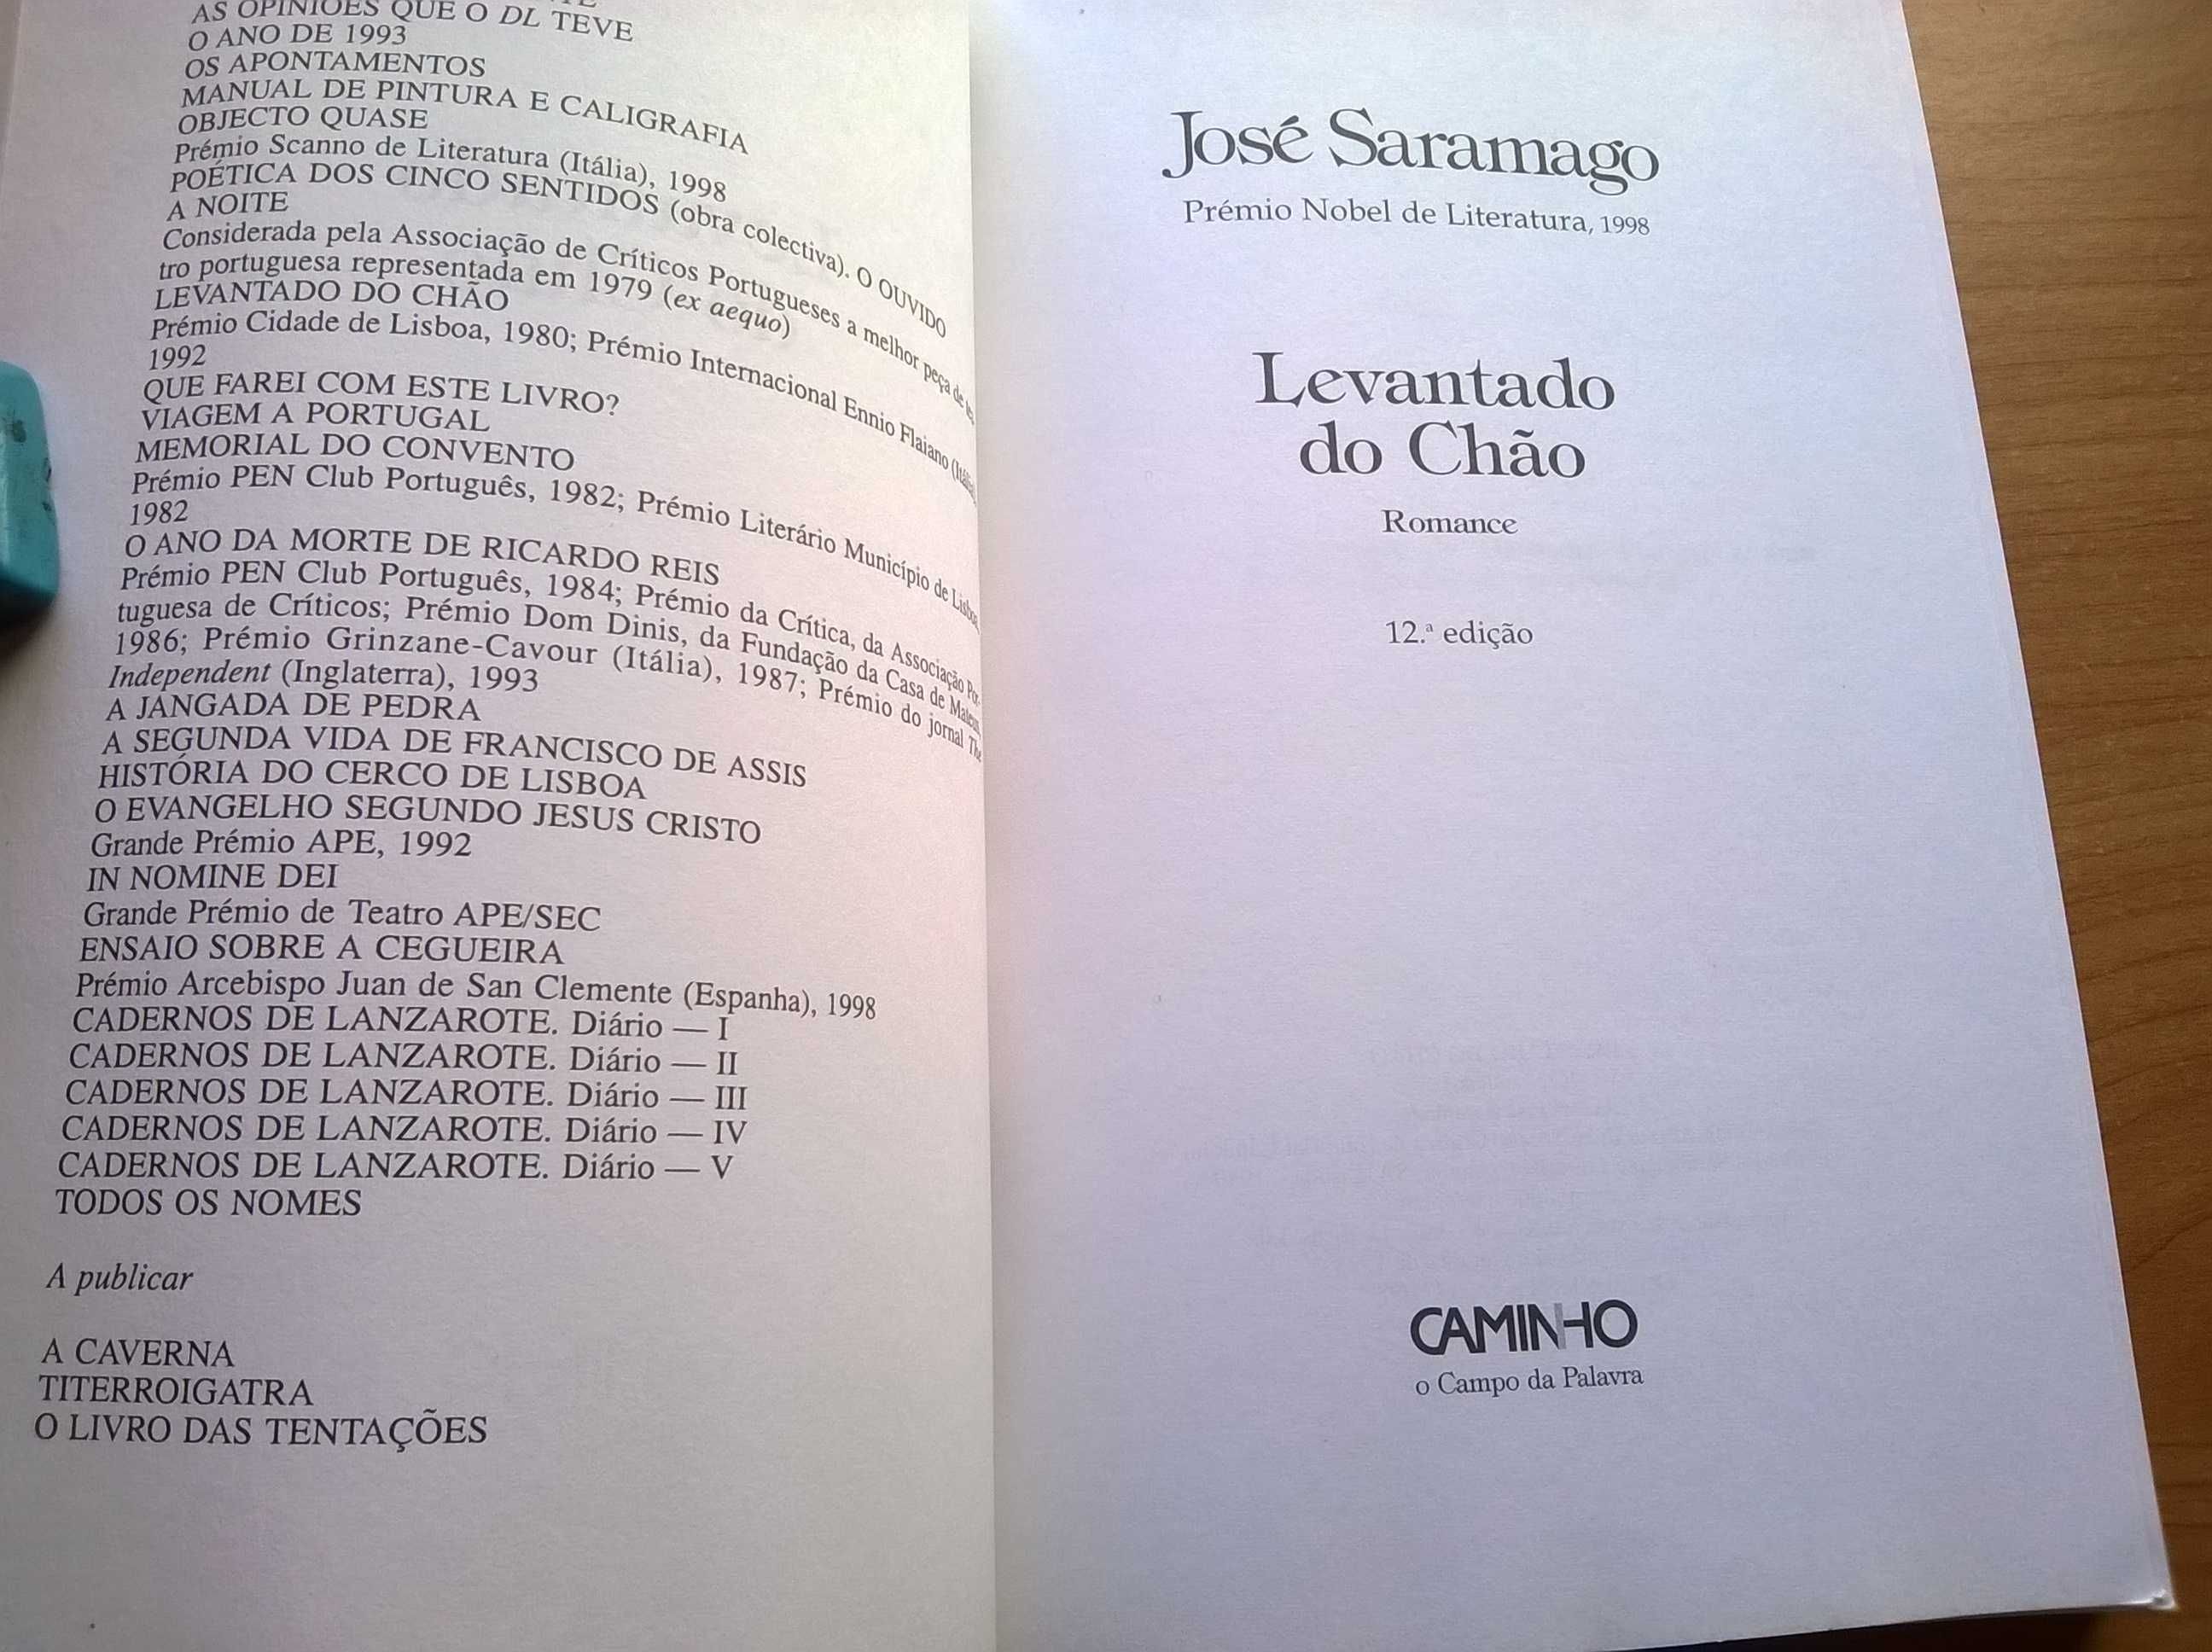 AS OPINIÕES QUE O DL TEVE
O ANO DE 1993
OS APONTAMENTOS
MANUAL DE PINTURA E CALIGRAFIA
OBJECTO QUASE
Prémio Scanno de Literatura (Itália), 1998
POÉTICA DOS CINCO SENTIDOS (obra colectiva). O OUVIDO
A NOITE
Considerada pela Associação de Críticos Portugueses a melhor peça de
tro portuguesa representada em 1979 (ex aequo)
LEVANTADO DO CHÃO
Prémio Cidade de Lisboa, 1980; Prémio Internacional Ennio Flaiano (Itália),
1992
QUE FAREI COM ESTE LIVRO?
VIAGEM A PORTUGAL
MEMORIAL DO CONVENTO
Prémio PEN Club Português, 1982; Prémio Literário Município de Lisboa,
1982
O ANO DA MORTE DE RICARDO REIS
Prémio PEN Club Português, 1984; Prémio da Crítica, da Associação Por-
tuguesa de Críticos; Prémio Dom Dinis, da Fundação da Casa de Mateus,
1986; Prémio Grinzane-Cavour (Itália), 1987; Prémio do jornal The
Independent (Inglaterra), 1993
A JANGADA DE PEDRA
A SEGUNDA VIDA DE FRANCISCO DE ASSIS
HISTÓRIA DO CERCO DE LISBOA
O EVANGELHO SEGUNDO JESUS CRISTO
Grande Prémio APE, 1992
IN NOMINE DEI
Grande Prémio de Teatro APE/SEC
ENSAIO SOBRE A CEGUEIRA
Prémio Arcebispo Juan de San Clemente (Espanha), 1998
CADERNOS DE LANZAROTE. Diário — I
CADERNOS DE LANZAROTE. Diário — II
CADERNOS DE LANZAROTE. Diário — III
CADERNOS DE LANZAROTE. Diário — IV
CADERNOS DE LANZAROTE. Diário — V
TODOS OS NOMES
A publicar
A CAVERNA
TITERROIGATRA
O LIVRO DAS TENTAÇÕES
José Saramago
Prémio Nobel de Literatura, 1998
Levantado
do Chão
Romance
12.ª edição
CAMINHO
o Campo da Palavra